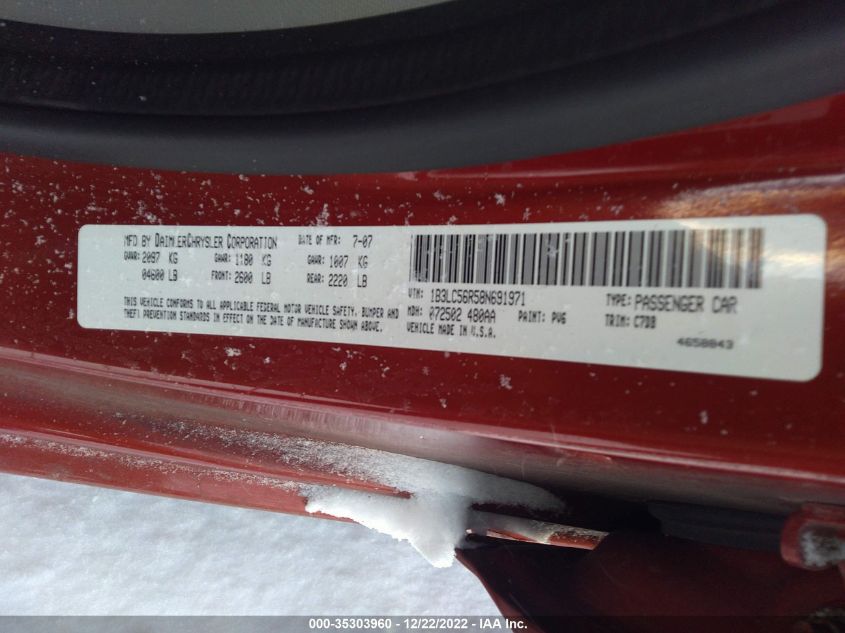 MFD BY DAIMLERCHRYSLER CORPORATION DATE OF MFR: 7-07
GVWR: 2097 KG GAWR: 1180 KG GAWR: 1007 KG
04600 LB FRONT: 2600 LB REAR: 2220 LB
THIS VEHICLE CONFORMS TO ALL APPLICABLE FEDERAL MOTOR VEHICLE SAFETY, BUMPER AND
THEFT PREVENTION STANDARDS IN EFFECT ON THE DATE OF MANUFACTURE SHOWN ABOVE.
VIN: 1B3LC56R58N691971 TYPE: PASSENGER CAR
MDH: 072502 480AA PAINT: PV6 TRIM: C7DB
VEHICLE MADE IN U.S.A.
4658843
000-35303960 - 12/22/2022 - IAA Inc.